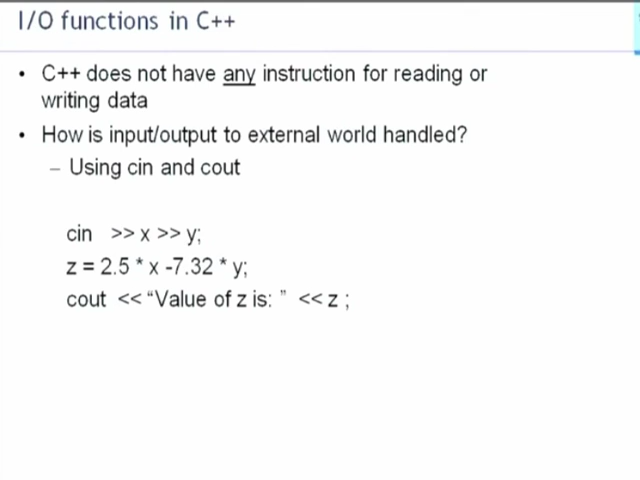 I/O functions in C++
• C++ does not have any instruction for reading or
writing data
• How is input/output to external world handled?
– Using cin and cout
cin >> x >> y;
z = 2.5 * x -7.32 * y;
cout << “Value of z is: ” << z ;